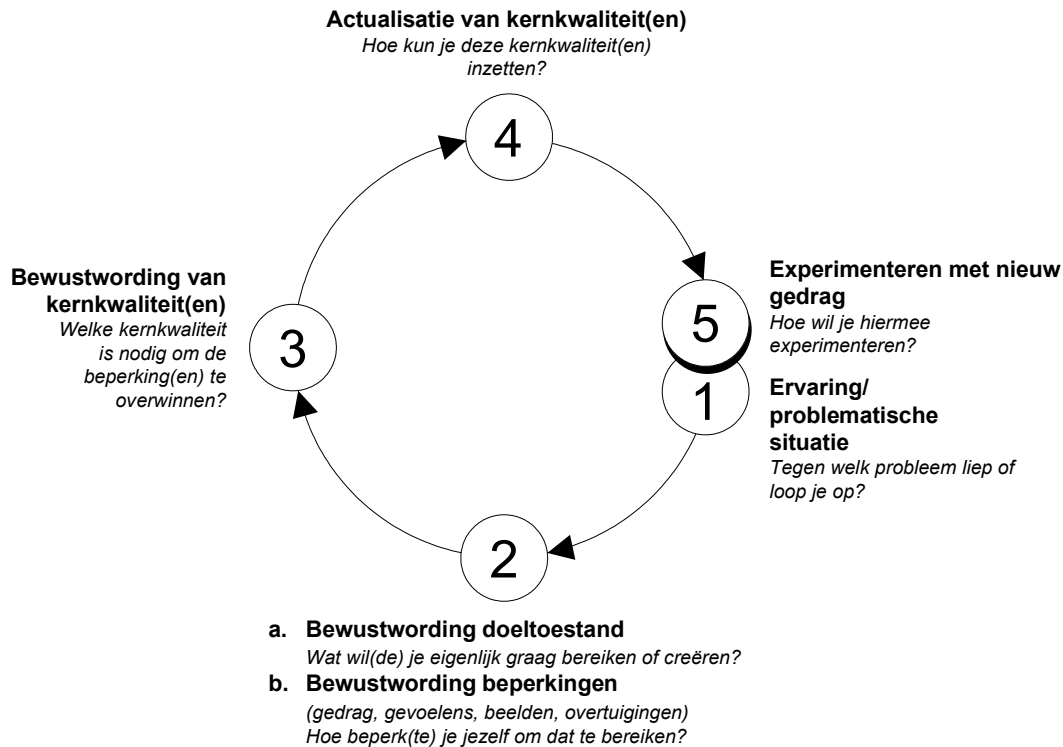 Actualisatie van kernkwaliteit(en)
Hoe kun je deze kernkwaliteit(en)
inzetten?
4
Bewustwording van
kernkwaliteit(en)
Welke kernkwaliteit
is nodig om de
beperking(en) te
overwinnen?
3
5
Experimenteren met nieuw
gedrag
Hoe wil je hiermee
experimenteren?
1
Ervaring/
problematische
situatie
Tegen welk probleem liep of
loop je op?
2
a. Bewustwording doeltoestand
Wat wil(de) je eigenlijk graag bereiken of creëren?
b. Bewustwording beperkingen
(gedrag, gevoelens, beelden, overtuigingen)
Hoe beperk(te) je jezelf om dat te bereiken?